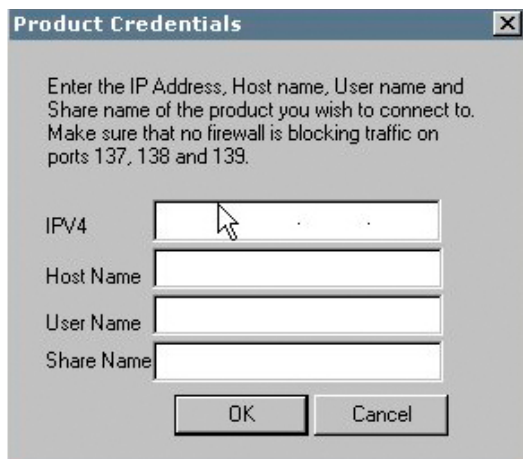 Product Credentials
Enter the IP Address, Host name, User name and
Share name of the product you wish to connect to.
Make sure that no firewall is blocking traffic on
ports 137, 138 and 139.
IPV4
Host Name
User Name
Share Name
OK Cancel